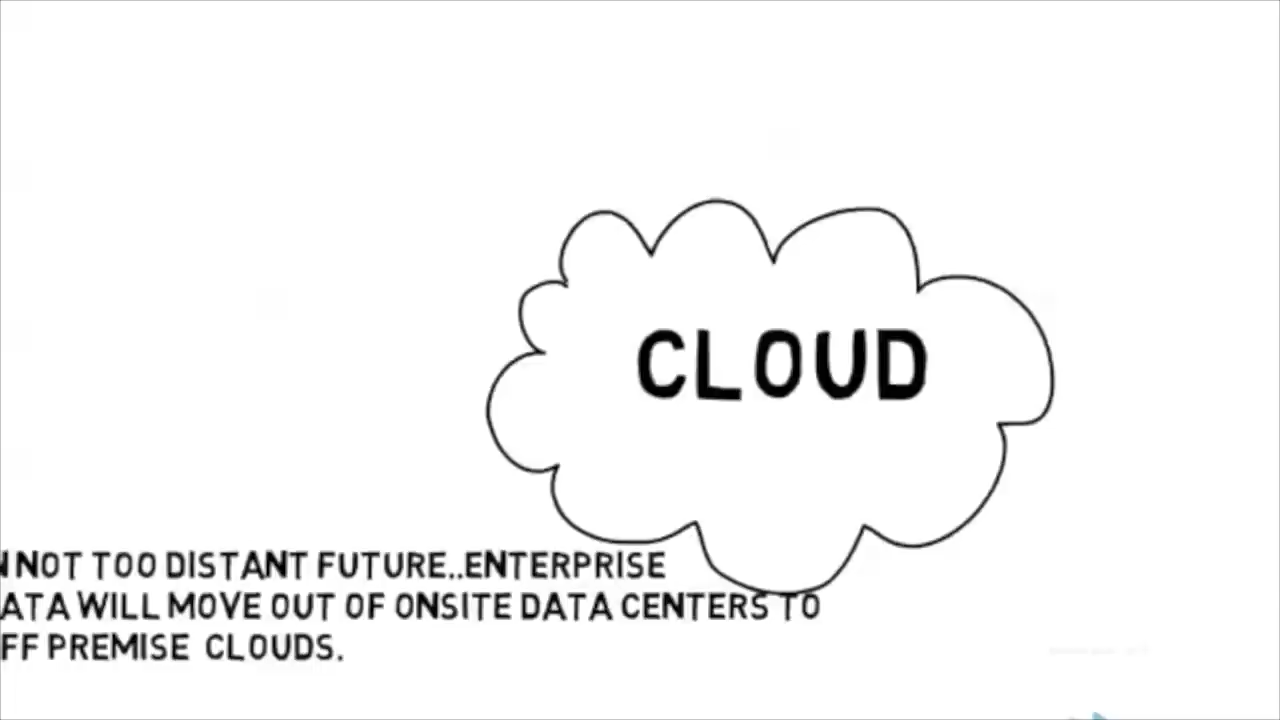 CLOUD
NOT TOO DISTANT FUTURE..ENTERPRISE
ATA WILL MOVE OUT OF ONSITE DATA CENTERS TO
FF PREMISE CLOUDS.